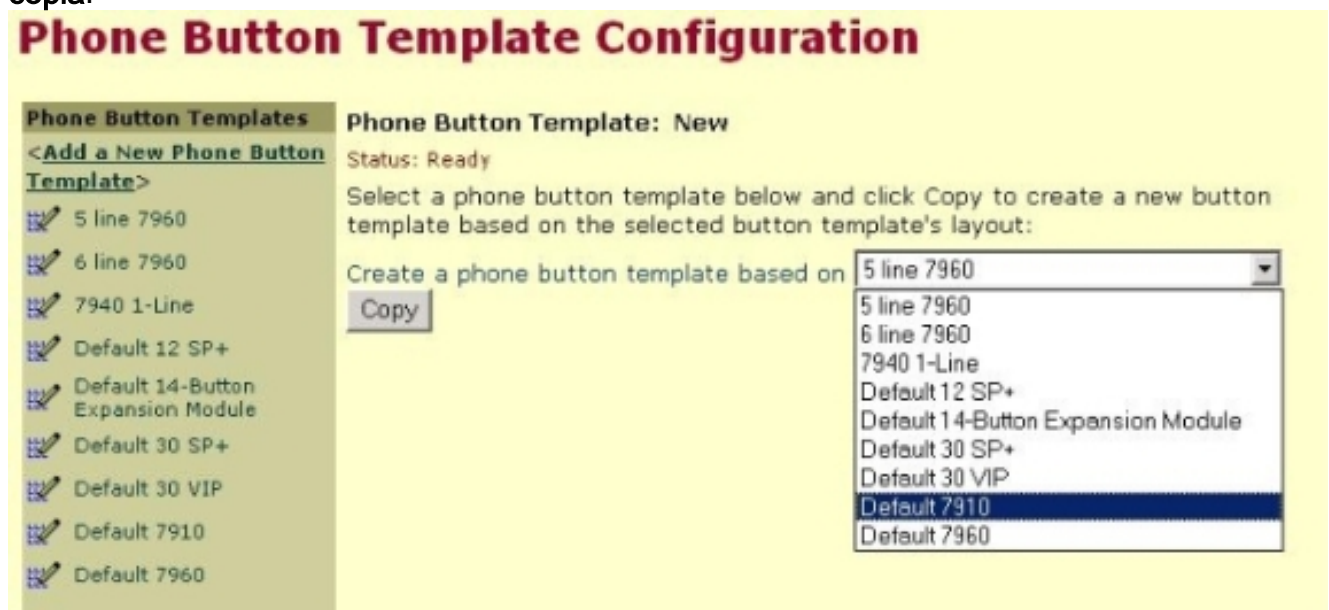 copia.
Phone Button Template Configuration
Phone Button Templates
<Add a New Phone Button
Template>
5 line 7960
6 line 7960
7940 1-Line
Default 12 SP+
Default 14-Button
Expansion Module
Default 30 SP+
Default 30 VIP
Default 7910
Default 7960
Phone Button Template: New
Status: Ready
Select a phone button template below and click Copy to create a new button
template based on the selected button template's layout:
Create a phone button template based on 5 line 7960
Copy
5 line 7960
6 line 7960
7940 1-Line
Default 12 SP+
Default 14-Button Expansion Module
Default 30 SP+
Default 30 VIP
Default 7910
Default 7960